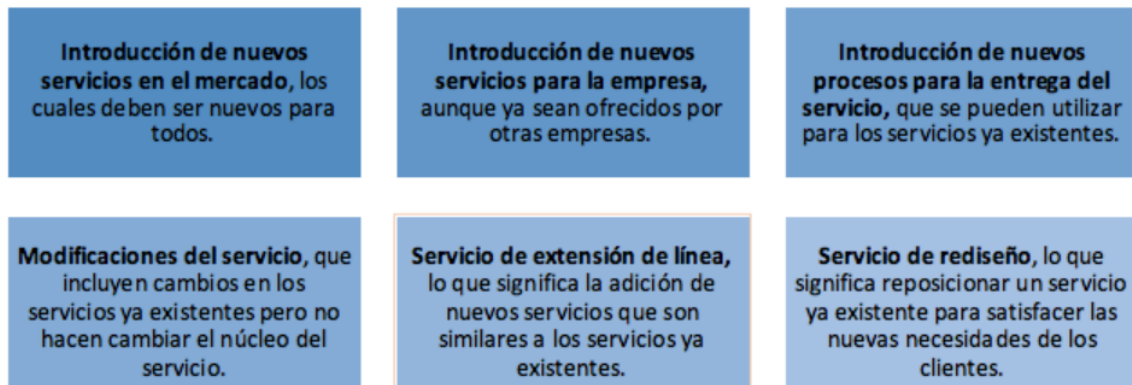 Introducción de nuevos
servicios en el mercado, los
cuales deben ser nuevos para
todos.
Introducción de nuevos
servicios para la empresa,
aunque ya sean ofrecidos por
otras empresas.
Introducción de nuevos
procesos para la entrega del
servicio, que se pueden utilizar
para los servicios ya existentes.
Modificaciones del servicio, que
incluyen cambios en los
servicios ya existentes pero no
hacen cambiar el núcleo del
servicio.
Servicio de extensión de línea,
lo que significa la adición de
nuevos servicios que son
similares a los servicios ya
existentes.
Servicio de rediseño, lo que
significa reposicionar un servicio
ya existente para satisfacer las
nuevas necesidades de los
clientes.